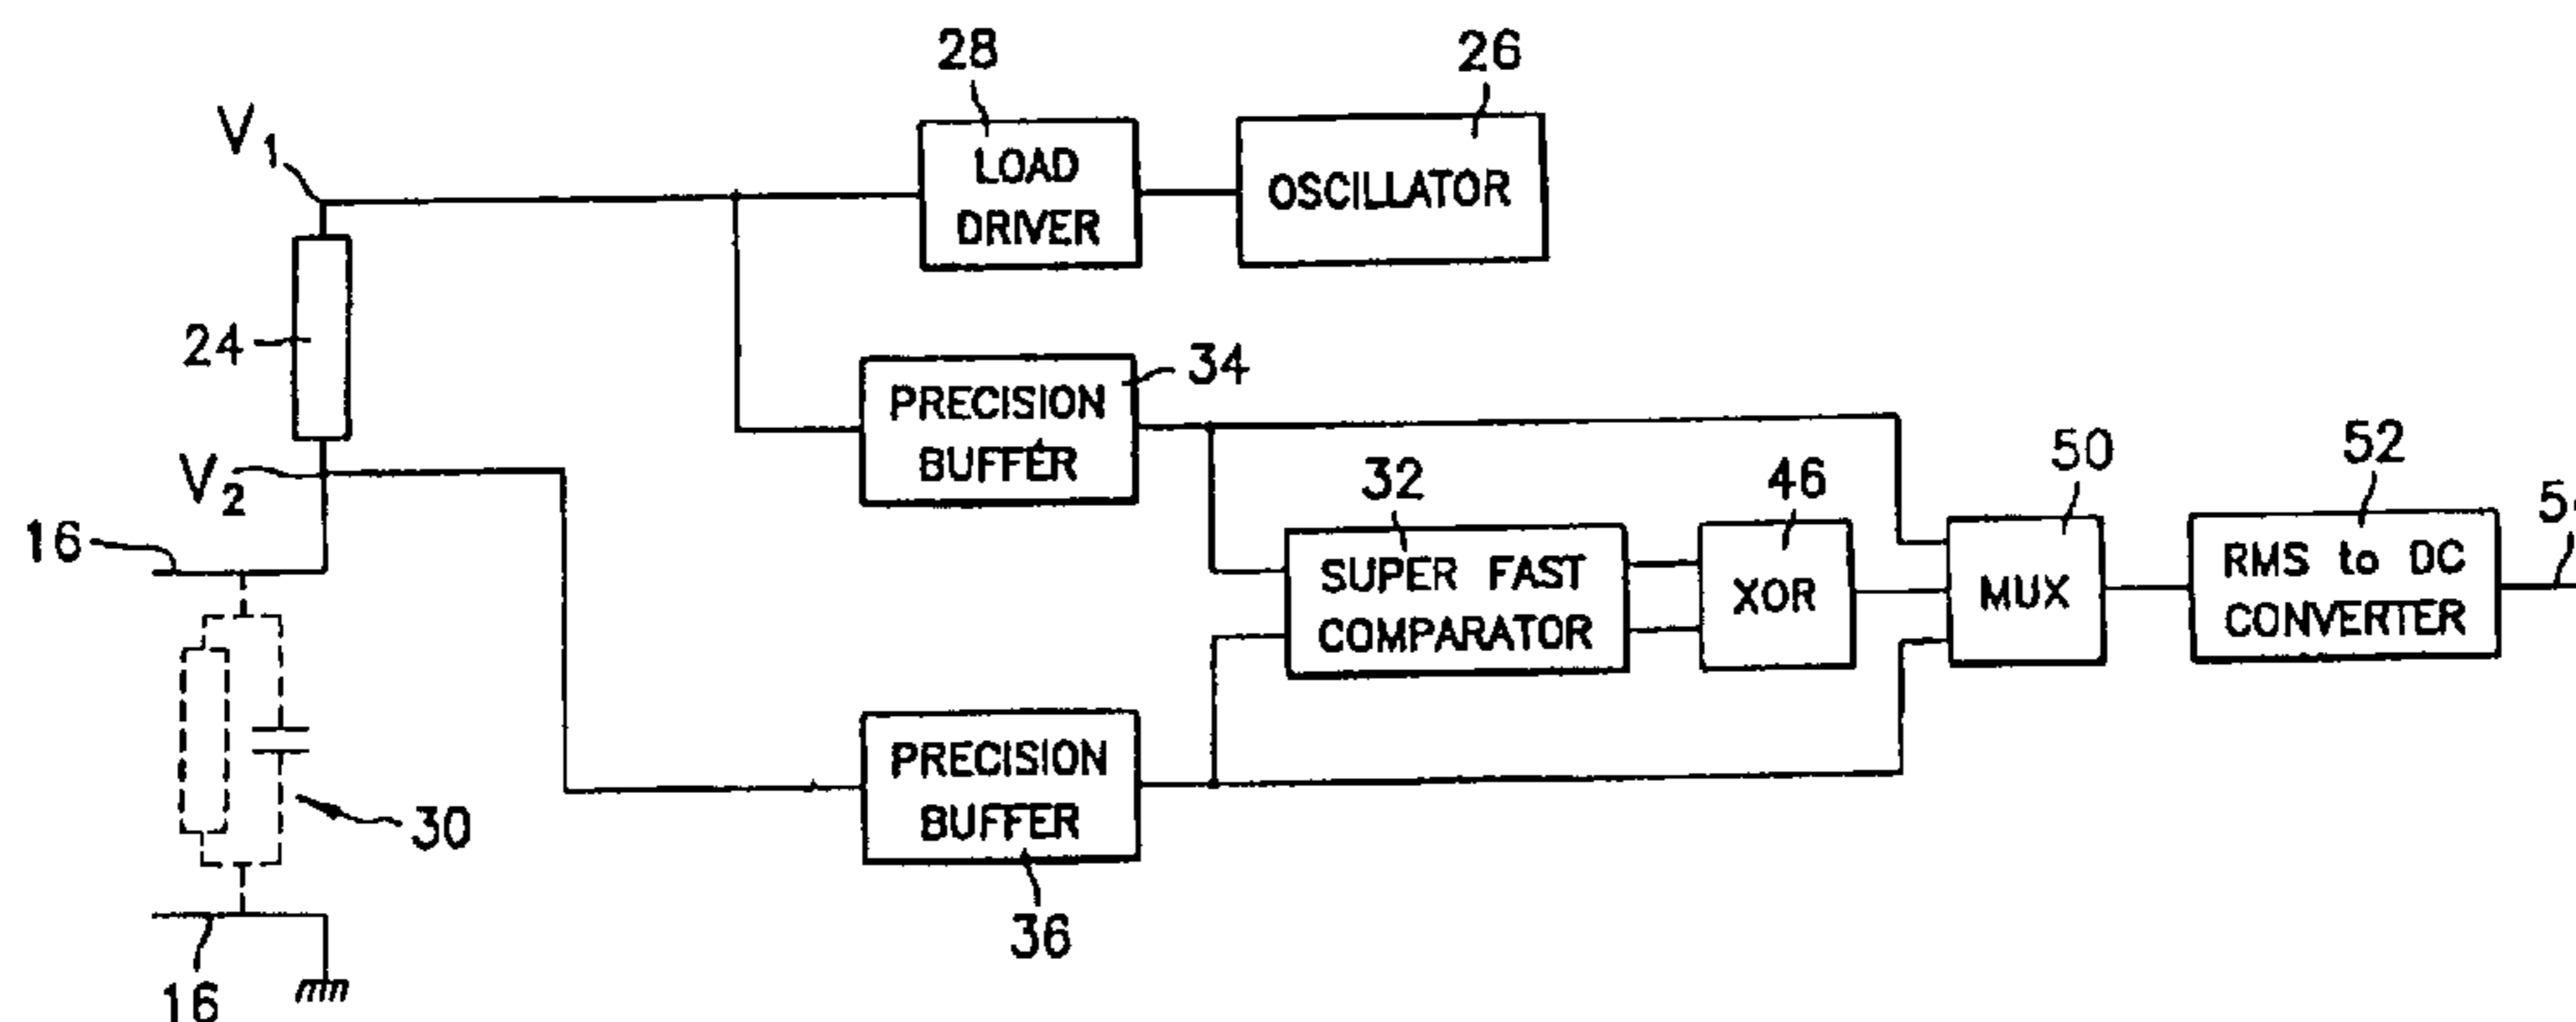 28
26
V1
LOAD
DRIVER
OSCILLATOR
24
34
PRECISION
BUFFER
V2
32
46
50
52
16
SUPER FAST
COMPARATOR
XOR
MUX
RMS to DC
CONVERTER
30
PRECISION
BUFFER
36
16